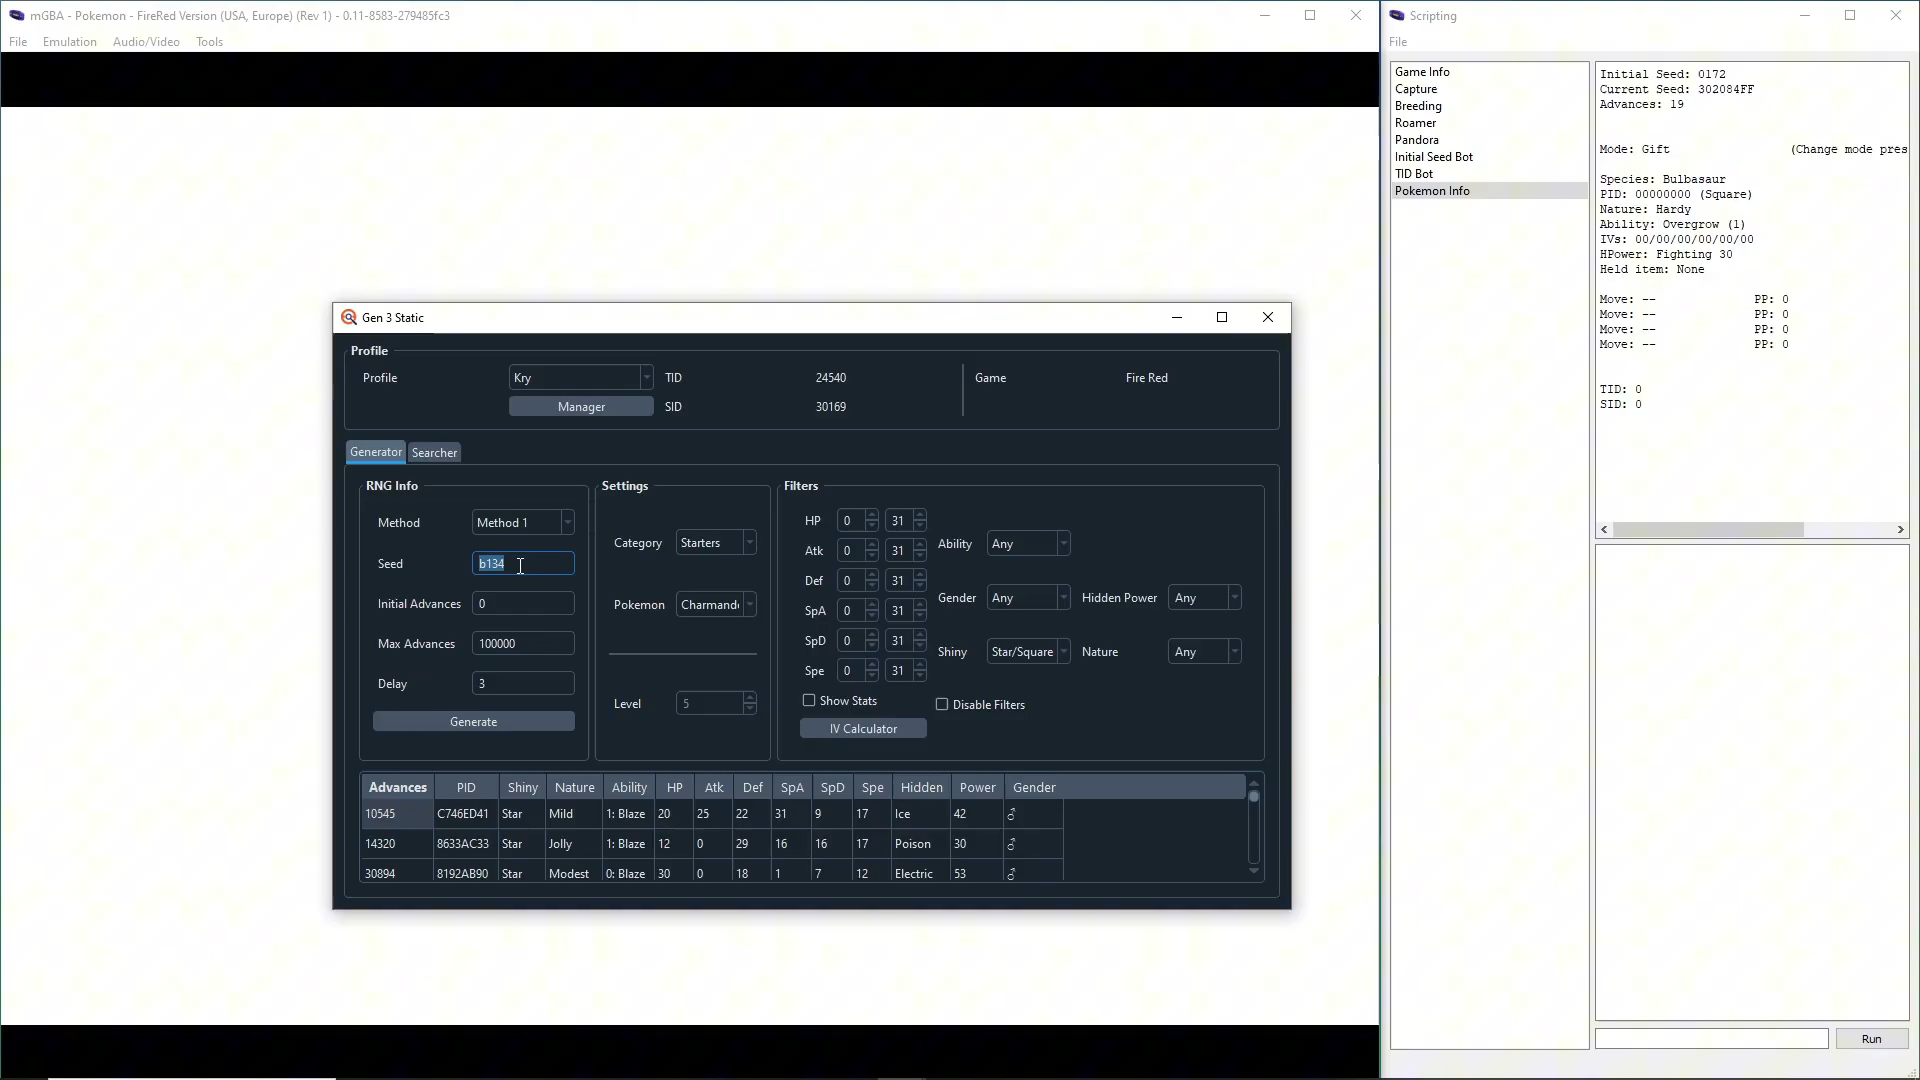 mGBA - Pokemon - FireRed Version (USA, Europe) (Rev 1) - 0.11-8583-279485fc3
File Emulation Audio/Video Tools
Scripting
File
Game Info
Capture
Breeding
Roamer
Pandora
Initial Seed Bot
TID Bot
Pokemon Info
Initial Seed: 0172
Current Seed: 302084FF
Advances: 19
Mode: Gift (Change mode pres
Species: Bulbasaur
PID: 00000000 (Square)
Nature: Hardy
Ability: Overgrow (1)
IVs: 00/00/00/00/00/00
HPower: Fighting 30
Held item: None
Move: -- PP: 0
Move: -- PP: 0
Move: -- PP: 0
Move: -- PP: 0
TID: 0
SID: 0
Run
Gen 3 Static
Profile
Profile Kry TID 24540 Game Fire Red
Manager SID 30169
Generator Searcher
RNG Info
Method Method 1
Seed b134
Initial Advances 0
Max Advances 100000
Delay 3
Generate
Settings
Category Starters
Pokemon Charmand
Level 5
Filters
HP 0 31
Atk 0 31
Def 0 31
SpA 0 31
SpD 0 31
Spe 0 31
Ability Any
Gender Any Hidden Power Any
Shiny Star/Square Nature Any
Show Stats Disable Filters
IV Calculator
Advances PID Shiny Nature Ability HP Atk Def SpA SpD Spe Hidden Power Gender
10545 C746ED41 Star Mild 1: Blaze 20 25 22 31 9 17 Ice 42 ♂
14320 8633AC33 Star Jolly 1: Blaze 12 0 29 16 16 17 Poison 30 ♂
30894 8192AB90 Star Modest 0: Blaze 30 0 18 1 7 12 Electric 53 ♂